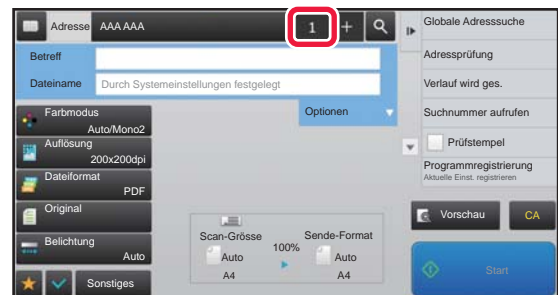 Adresse AAA AAA 1 +
Betreff
Dateiname Durch Systemeinstellungen festgelegt
Optionen
Farbmodus
Auto/Mono2
Auflösung
200x200dpi
Dateiformat
PDF
Original
Belichtung
Auto
Sonstiges
Scan-Grösse
Auto
A4
100%
Sende-Format
Auto
A4
Globale Adresssuche
Adressprüfung
Verlauf wird ges.
Suchnummer aufrufen
Prüfstempel
Programmregistrierung
Aktuelle Einst. registrieren
Vorschau CA
Start